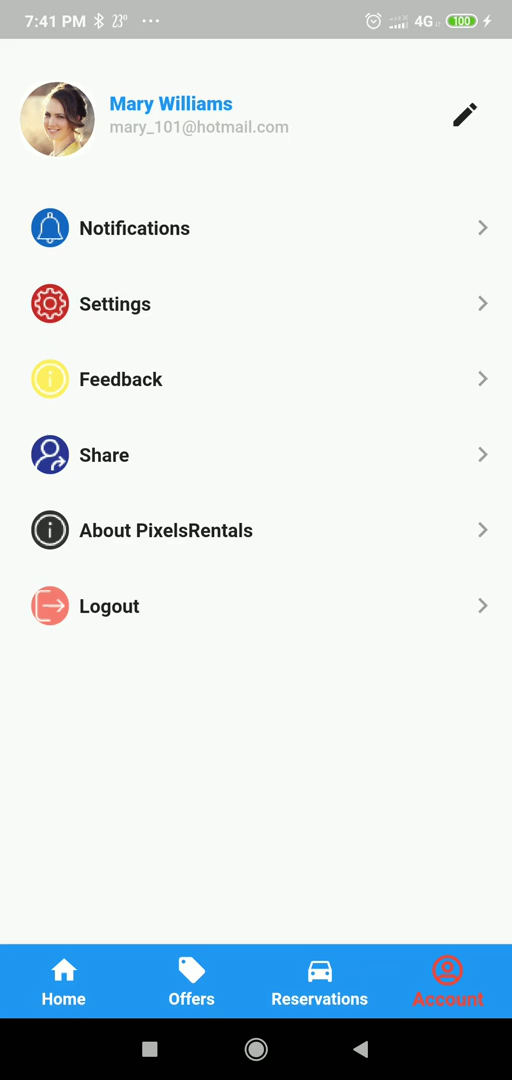 7:41 PM 23° ... 4G 100
Mary Williams
mary_101@hotmail.com
Notifications
Settings
Feedback
Share
About PixelsRentals
Logout
Home Offers Reservations Account